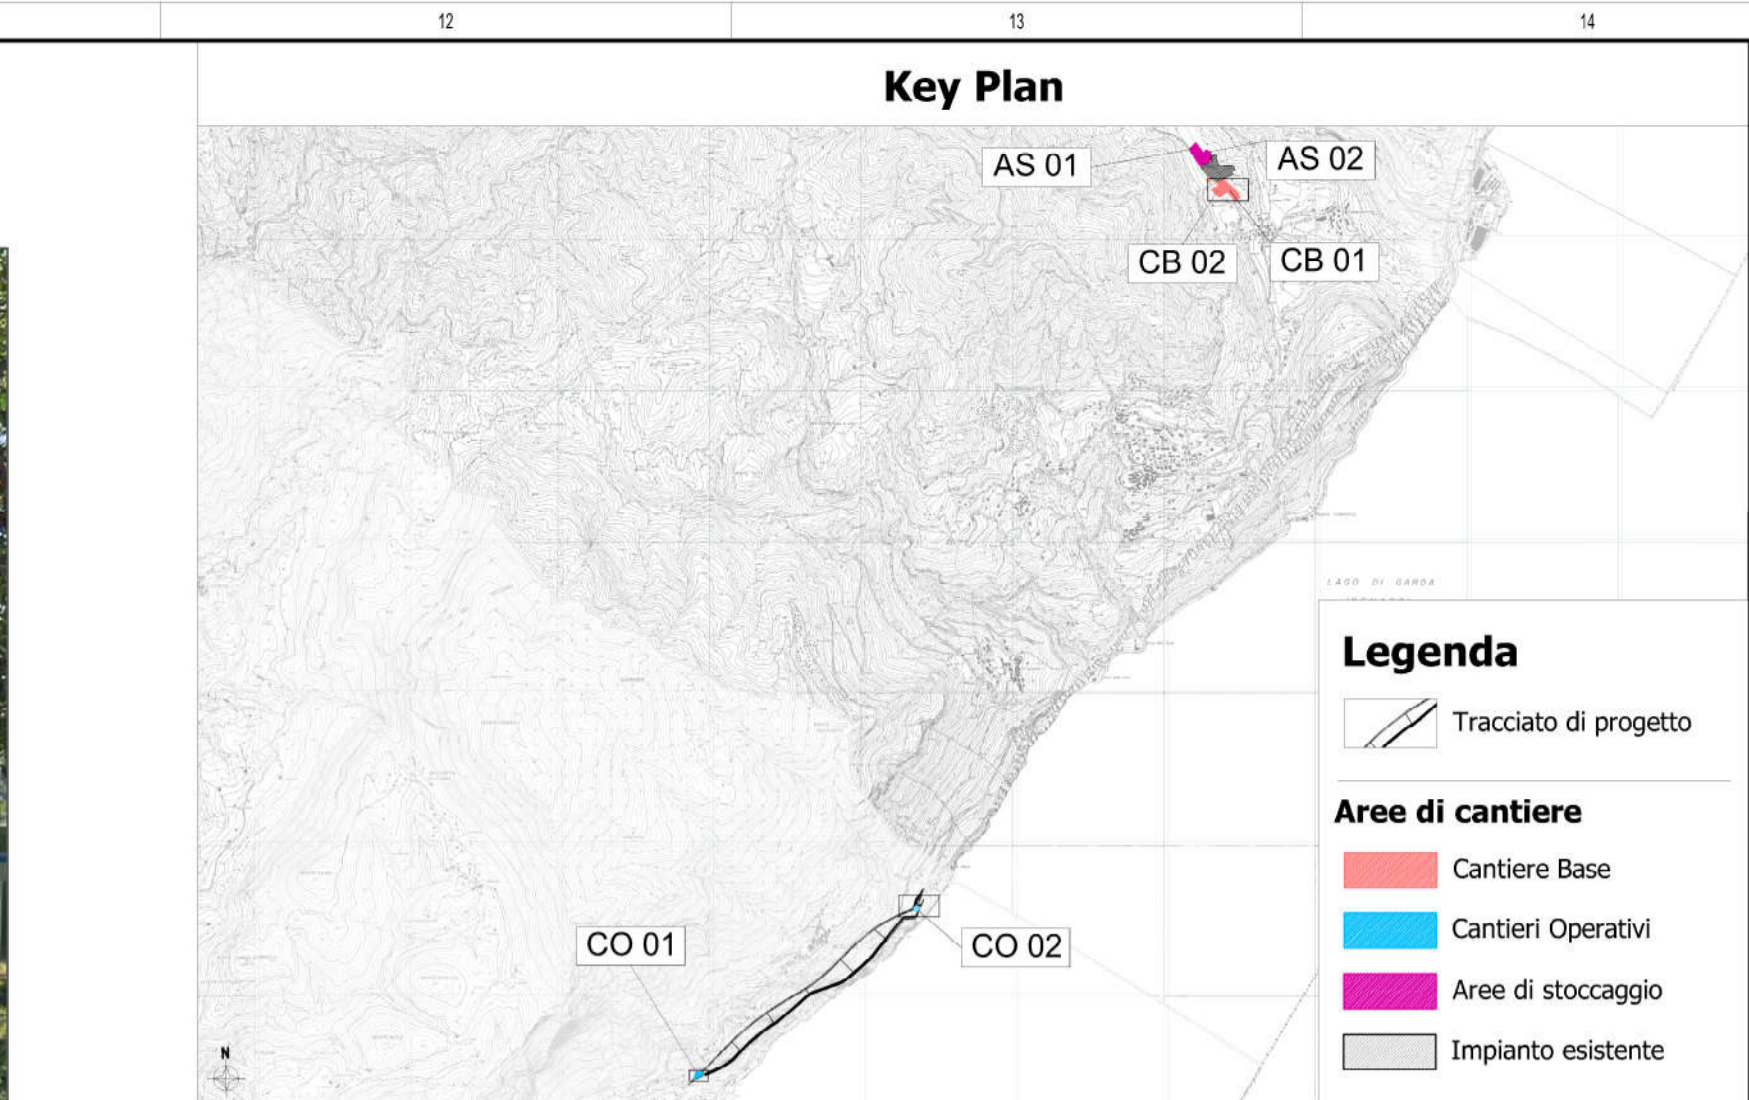 12
13
14
Key Plan
AS 01
AS 02
CB 02
CB 01
LAGO DI GARDA
Legenda
Tracciato di progetto
Aree di cantiere
Cantiere Base
CO 01
CO 02
Cantieri Operativi
Aree di stoccaggio
N
Impianto esistente